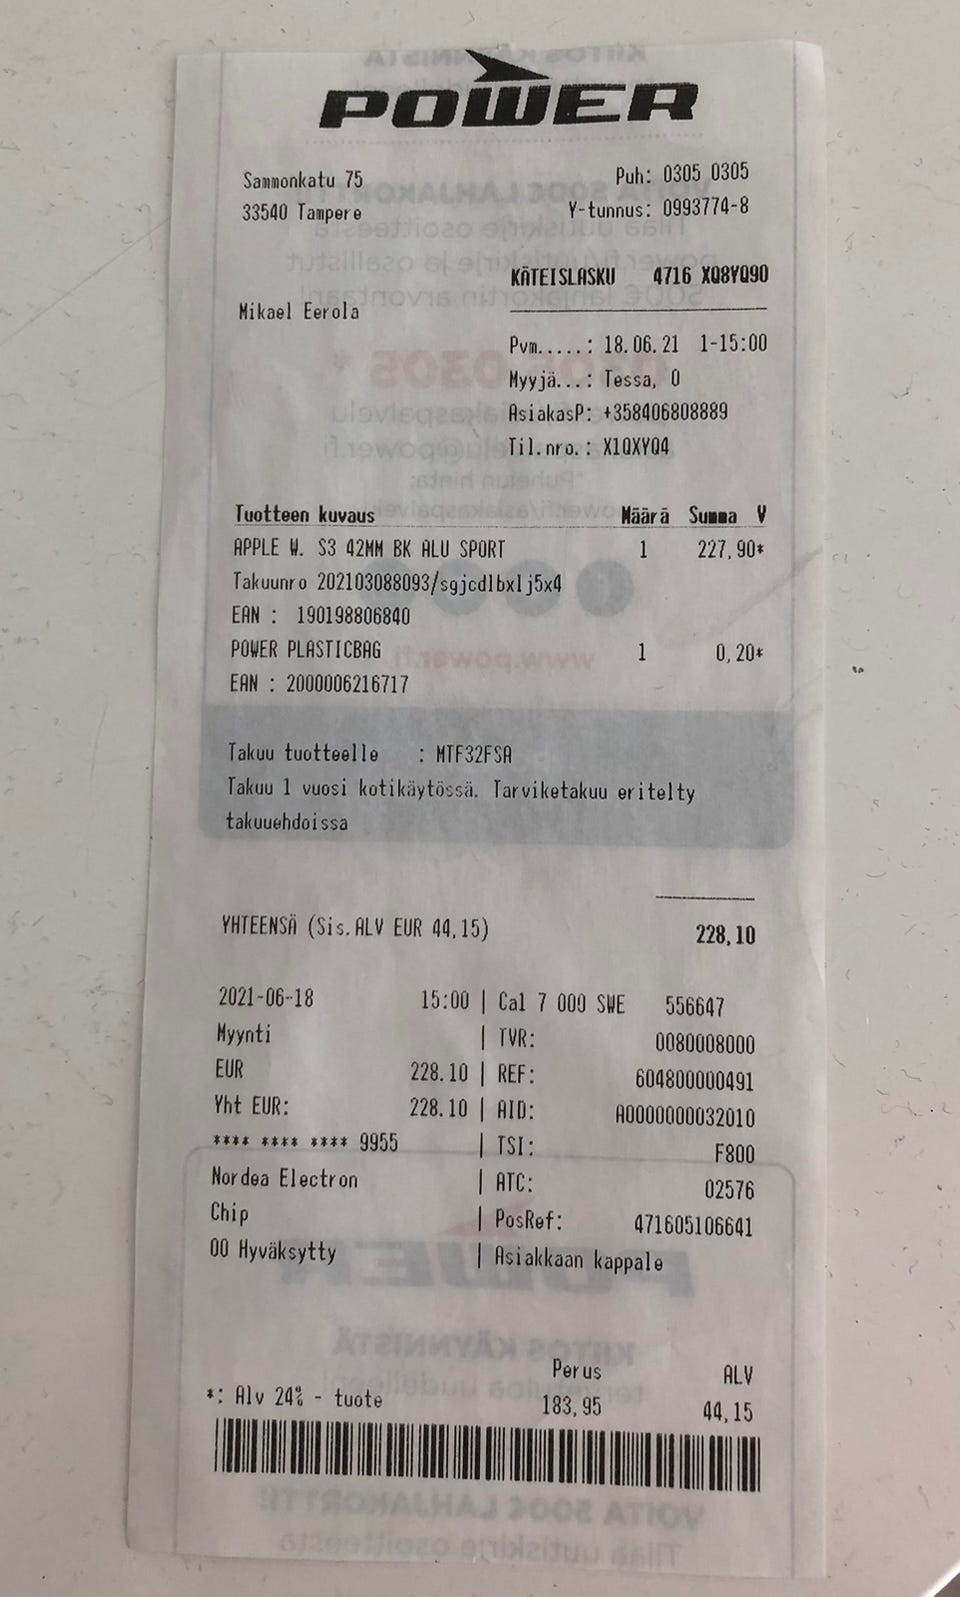 POWER
Sammonkatu 75 Puh: 0305 0305
33540 Tampere Y-tunnus: 0993774-8
KÄTEISLASKU 4716 XQ8YQ90
Mikael Eerola
Pvm.....: 18.06.21 1-15:00
Myyjä...: Tessa, O
AsiakasP: +358406808889
Til.nro.: X1QXYQ4
Tuotteen kuvaus Määrä Summa V
APPLE W. S3 42MM BK ALU SPORT 1 227,90*
Takuunro 202103088093/sgjcdlbxlj5x4
EAN : 190198806840
POWER PLASTICBAG 1 0,20*
EAN : 2000006216717
Takuu tuotteelle : MTF32FSA
Takuu 1 vuosi kotikäytössä. Tarviketakuu eritelty
takuuehdoissa
YHTEENSÄ (Sis.ALV EUR 44,15) 228,10
2021-06-18 15:00 | Cal 7 000 SWE 556647
Myynti | TVR: 0080008000
EUR 228.10 | REF: 604800000491
Yht EUR: 228.10 | AID: A0000000032010
**** **** **** 9955 | TSI: F800
Nordea Electron | ATC: 02576
Chip | PosRef: 471605106641
00 Hyväksytty | Asiakkaan kappale
Perus ALV
*: Alv 24% - tuote 183,95 44,15